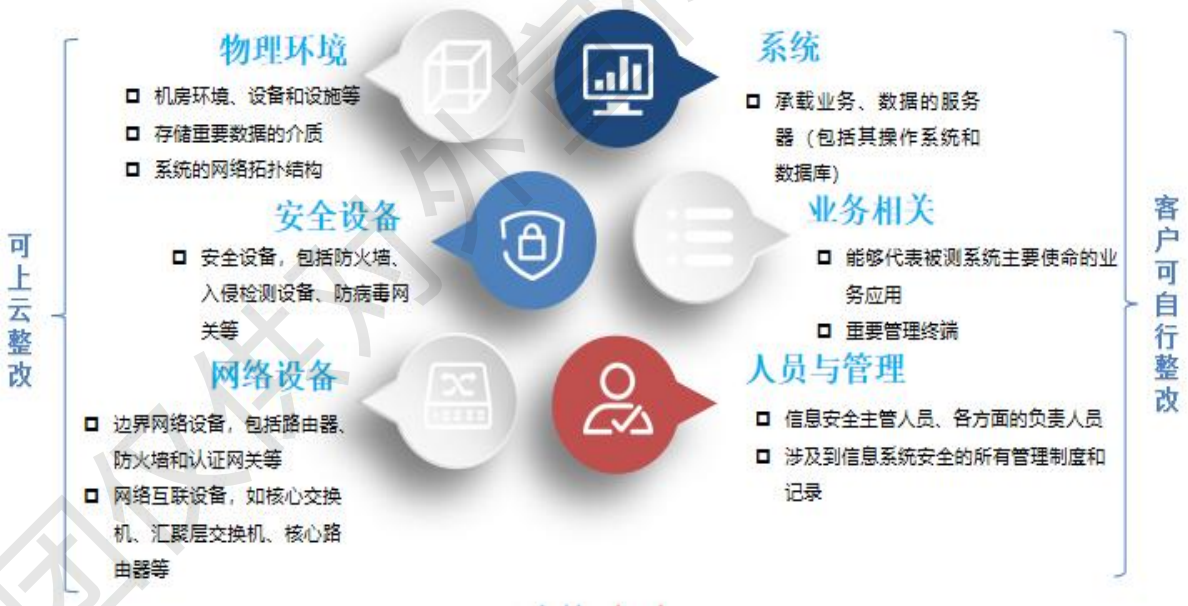 可上云整改
物理环境
机房环境、设备和设施等
存储重要数据的介质
系统的网络拓扑结构
安全设备
安全设备，包括防火墙、
入侵检测设备、防病毒网
关等
网络设备
边界网络设备，包括路由器、
防火墙和认证网关等
网络互联设备，如核心交换
机、汇聚层交换机、核心路
由器等
系统
承载业务、数据的服务
器（包括其操作系统和
数据库）
业务相关
能够代表被测系统主要使命的业
务应用
重要管理终端
人员与管理
信息安全主管人员、各方面的负责人员
涉及到信息系统安全的所有管理制度和
记录
客户可自行整改
团仅供对外宣